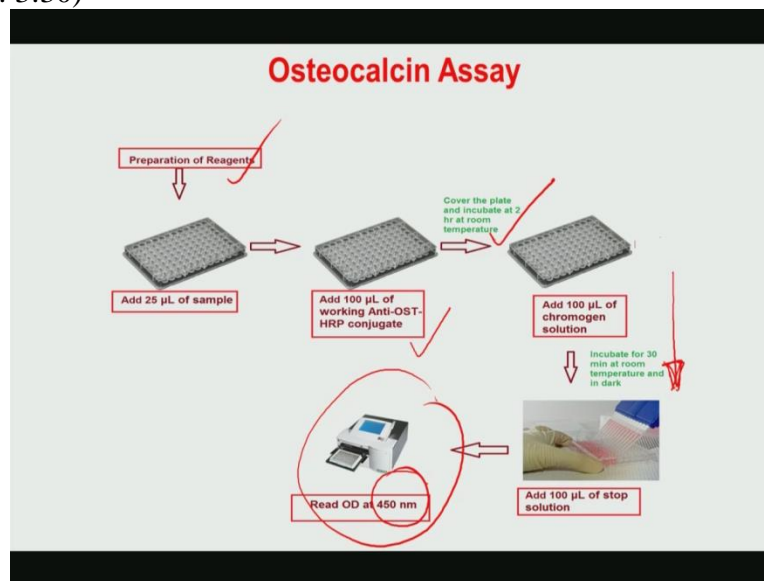 Osteocalcin Assay
Preparation of Reagents
Cover the plate
and incubate at 2
hr at room
temperature
Add 25 µL of sample
Add 100 µL of
working Anti-OST-
HRP conjugate
Add 100 µL of
chromogen
solution
Incubate for 30
min at room
temperature and
in dark
Read OD at 450 nm
Add 100 µL of stop
solution